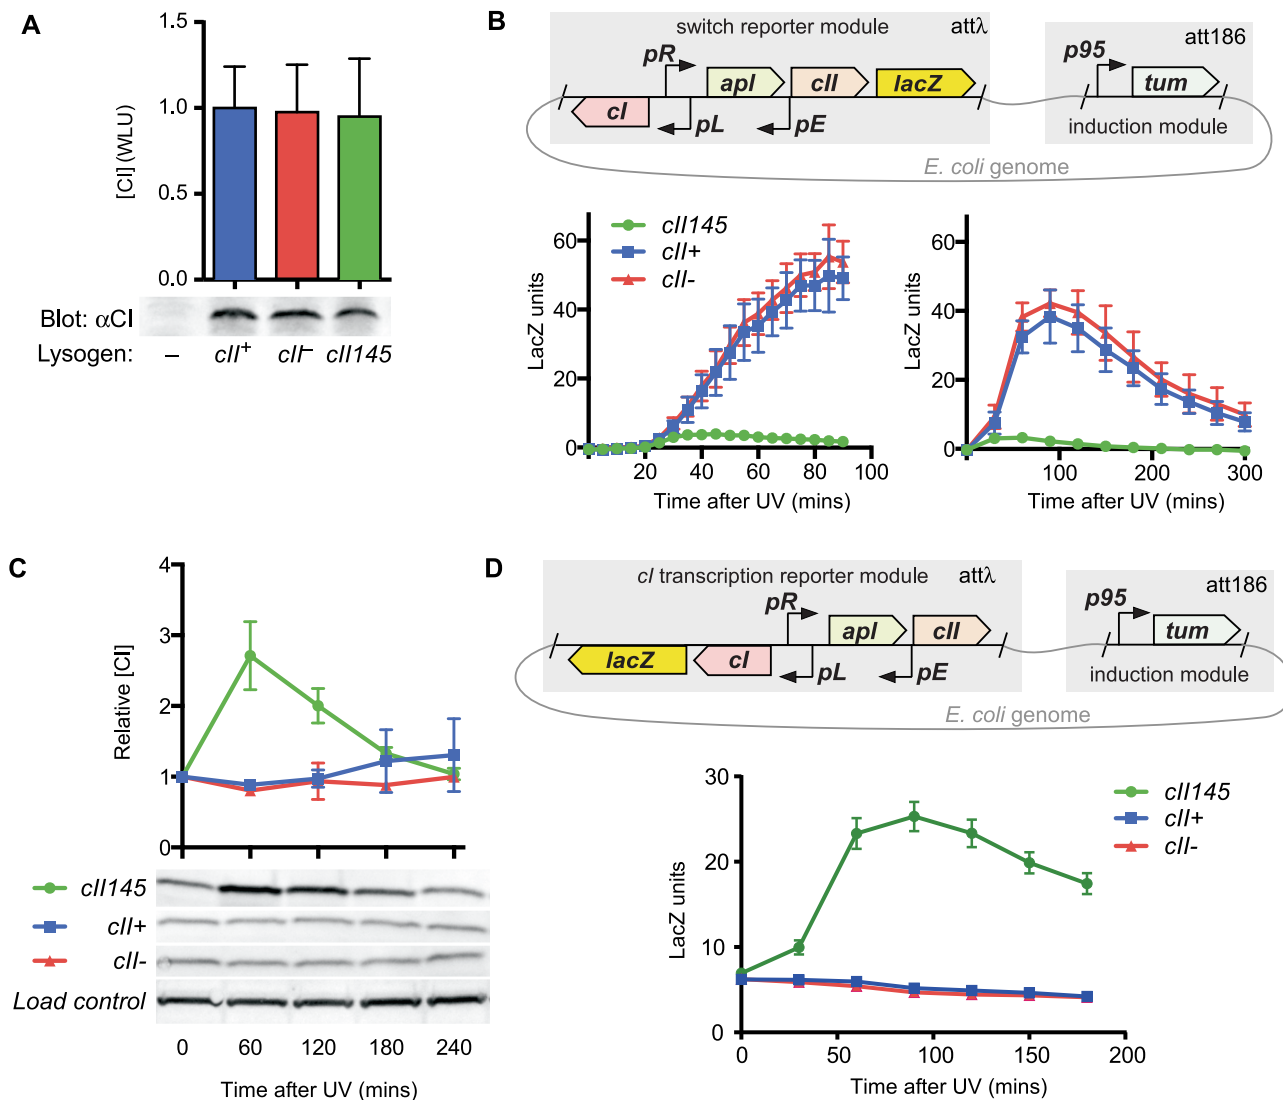 A
[CI] (WLU)
1.5
1.0
0.5
0.0
Blot: αCI
Lysogen: – cII+ cII– cII145
B
switch reporter module attλ
pR apl cII lacZ
cI pL pE
att186
p95
tum
induction module
E. coli genome
cII145
cII+
cII-
LacZ units
60
40
20
0
0 20 40 60 80 100
Time after UV (mins)
LacZ units
60
40
20
0
0 100 200 300
Time after UV (mins)
C
Relative [CI]
4
3
2
1
0
cII145
cII+
cII-
Load control
0 60 120 180 240
Time after UV (mins)
D
cI transcription reporter module attλ
pR apl cII
lacZ cI pL pE
att186
p95
tum
induction module
E. coli genome
LacZ units
30
20
10
0
cII145
cII+
cII-
0 50 100 150 200
Time after UV (mins)